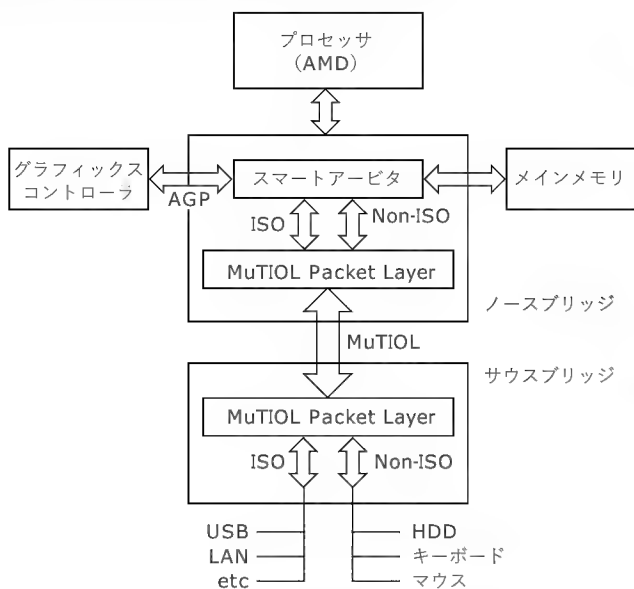 プロセッサ
(AMD)
グラフィックス
コントローラ
AGP
スマートアービタ
メインメモリ
ISO
Non-ISO
MuTIOL Packet Layer
ノースブリッジ
MuTIOL
サウスブリッジ
MuTIOL Packet Layer
ISO
Non-ISO
USB
HDD
LAN
キーボード
etc
マウス